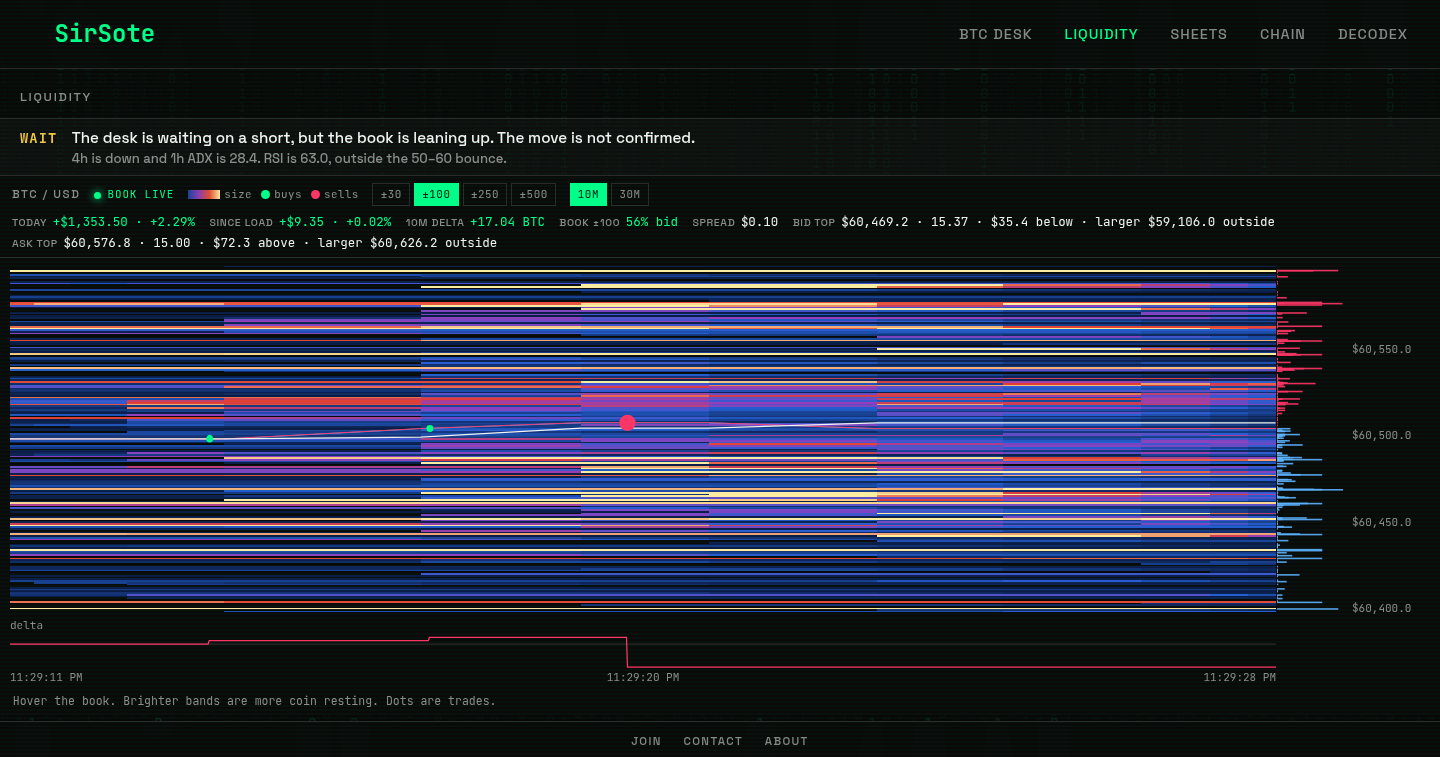 SirSote
BTC DESK LIQUIDITY SHEETS CHAIN DECODEX
LIQUIDITY
WAIT The desk is waiting on a short, but the book is leaning up. The move is not confirmed.
4h is down and 1h ADX is 28.4. RSI is 63.0, outside the 50–60 bounce.
BTC / USD BOOK LIVE size buys sells ±30 ±100 ±250 ±500 10M 30M
TODAY +$1,353.50 · +2.29% SINCE LOAD +$9.35 · +0.02% 10M DELTA +17.04 BTC BOOK ±100 56% bid SPREAD $0.10 BID TOP $60,469.2 · 15.37 · $35.4 below · larger $59,106.0 outside
ASK TOP $60,576.8 · 15.00 · $72.3 above · larger $60,626.2 outside
$60,550.0
$60,500.0
$60,450.0
$60,400.0
delta
11:29:11 PM 11:29:20 PM 11:29:28 PM
Hover the book. Brighter bands are more coin resting. Dots are trades.
JOIN CONTACT ABOUT